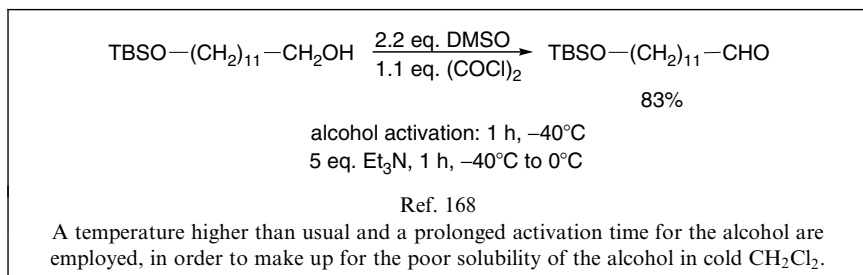 TBSO—(CH₂)₁₁—CH₂OH 2.2 eq. DMSO TBSO—(CH₂)₁₁—CHO
1.1 eq. (COCl)₂
83%
alcohol activation: 1 h, –40°C
5 eq. Et₃N, 1 h, –40°C to 0°C
Ref. 168
A temperature higher than usual and a prolonged activation time for the alcohol are
employed, in order to make up for the poor solubility of the alcohol in cold CH₂Cl₂.